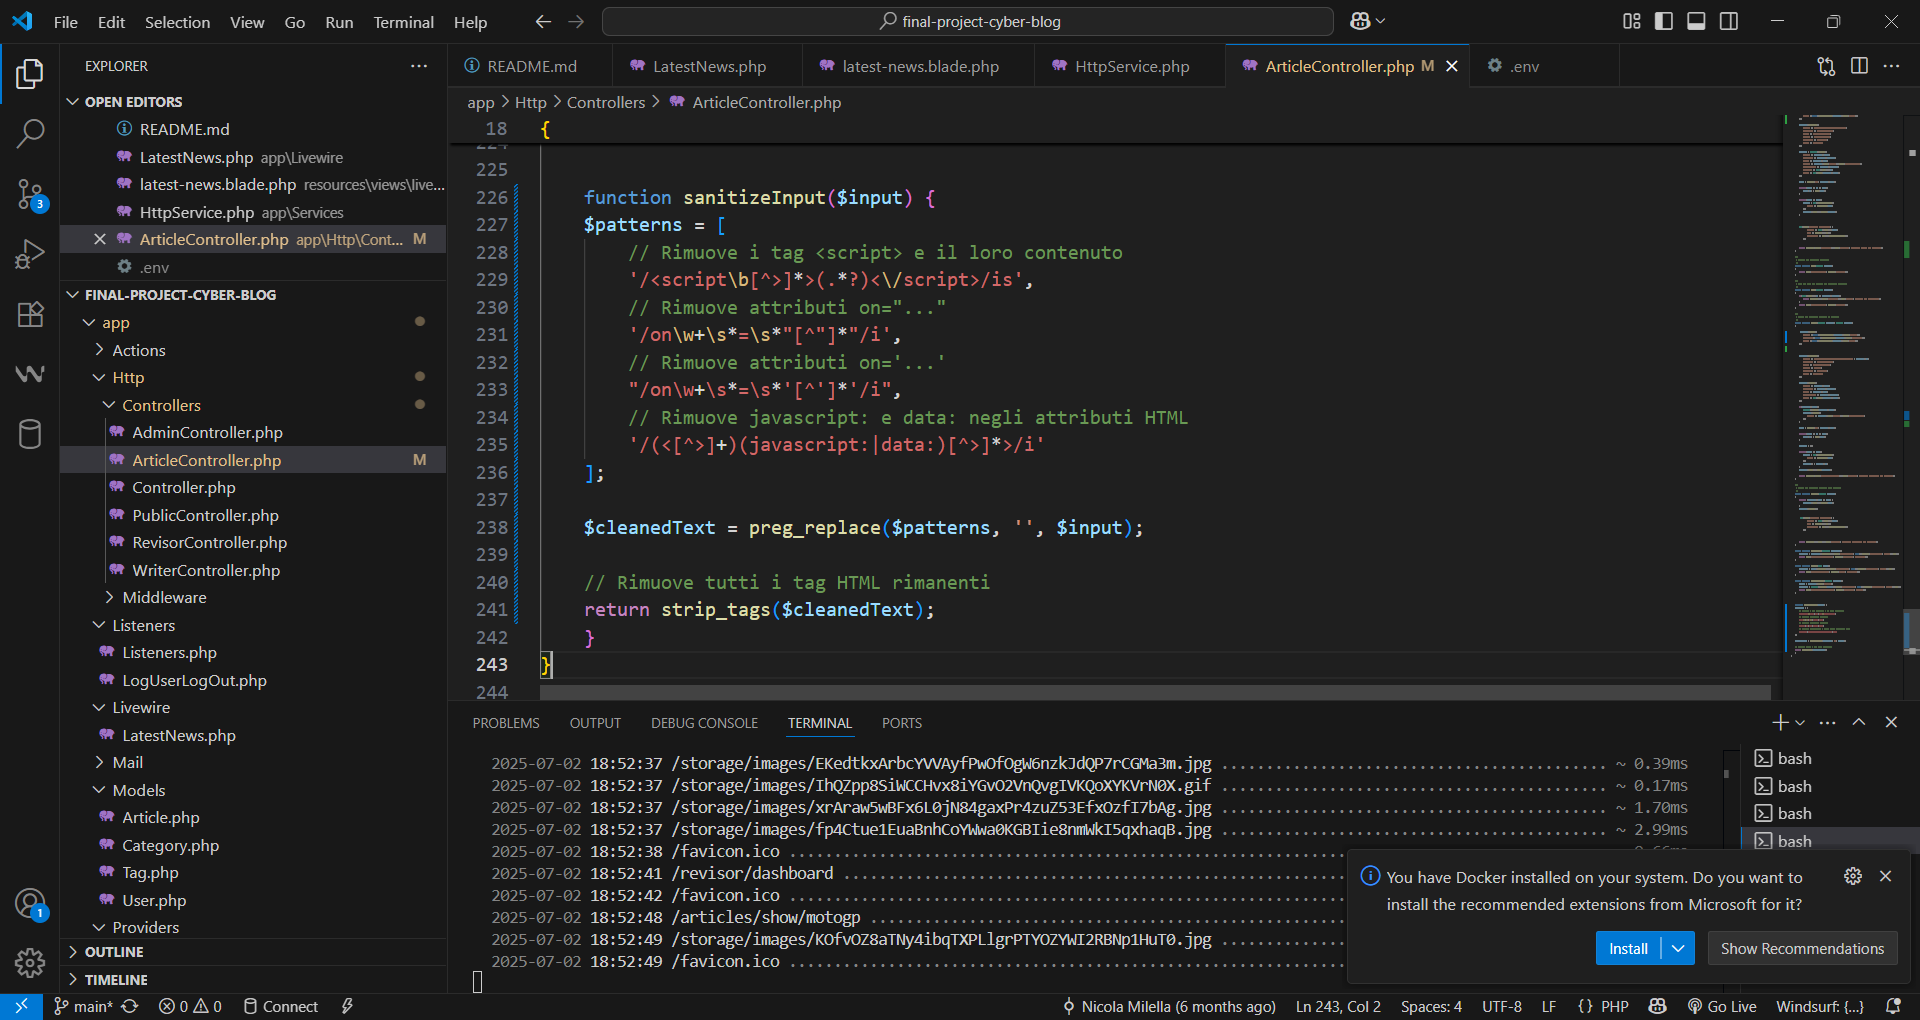 File Edit Selection View Go Run Terminal Help
final-project-cyber-blog
EXPLORER
OPEN EDITORS
README.md
LatestNews.php app\Livewire
latest-news.blade.php resources\views\live...
HttpService.php app\Services
ArticleController.php app\Http\Cont... M
.env
FINAL-PROJECT-CYBER-BLOG
app
Actions
Http
Controllers
AdminController.php
ArticleController.php M
Controller.php
PublicController.php
RevisorController.php
WriterController.php
Middleware
Listeners
Listeners.php
LogUserLogOut.php
Livewire
LatestNews.php
Mail
Models
Article.php
Category.php
Tag.php
User.php
Providers
OUTLINE
TIMELINE
3
1
README.md LatestNews.php latest-news.blade.php HttpService.php ArticleController.php M .env
app > Http > Controllers > ArticleController.php
18 {
224
225
226 function sanitizeInput($input) {
227 $patterns = [
228 // Rimuove i tag <script> e il loro contenuto
229 '/<script\b[^>]*>(.*?)<\/script>/is',
230 // Rimuove attributi on="..."
231 '/on\w+\s*=\s*"[^"]*"/i',
232 // Rimuove attributi on='...'
233 "/on\w+\s*=\s*'[^']*'/i",
234 // Rimuove javascript: e data: negli attributi HTML
235 '/(<[^>]+)(javascript:|data:)[^>]*>/i'
236 ];
237
238 $cleanedText = preg_replace($patterns, '', $input);
239
240 // Rimuove tutti i tag HTML rimanenti
241 return strip_tags($cleanedText);
242 }
243 }
244
PROBLEMS OUTPUT DEBUG CONSOLE TERMINAL PORTS
2025-07-02 18:52:37 /storage/images/EKedtkxArbcYVVAyfPwOfOgW6nzkJdQP7rCGMa3m.jpg ........................................... ~ 0.39ms
2025-07-02 18:52:37 /storage/images/IhQZpp8SiWCCHvx8iYGvO2VnQvgIVKQoXYKVrN0X.gif ........................................... ~ 0.17ms
2025-07-02 18:52:37 /storage/images/xrAraw5wBFx6L0jN84gaxPr4zuZ53EfxOzfI7bAg.jpg ........................................... ~ 1.70ms
2025-07-02 18:52:37 /storage/images/fp4Ctue1EuaBnhCoYWwa0KGBIie8nmWkI5qxhaqB.jpg ........................................... ~ 2.99ms
2025-07-02 18:52:38 /favicon.ico
2025-07-02 18:52:41 /revisor/dashboard
2025-07-02 18:52:42 /favicon.ico
2025-07-02 18:52:48 /articles/show/motogp
2025-07-02 18:52:49 /storage/images/KOfvOZ8aTNy4ibqTXPLlgrPTYOZYWI2RBNp1HuT0.jpg
2025-07-02 18:52:49 /favicon.ico
bash
bash
bash
bash
You have Docker installed on your system. Do you want to
install the recommended extensions from Microsoft for it?
Install Show Recommendations
main* 0 0 Connect Nicola Milella (6 months ago) Ln 243, Col 2 Spaces: 4 UTF-8 LF {} PHP Go Live Windsurf: {...}